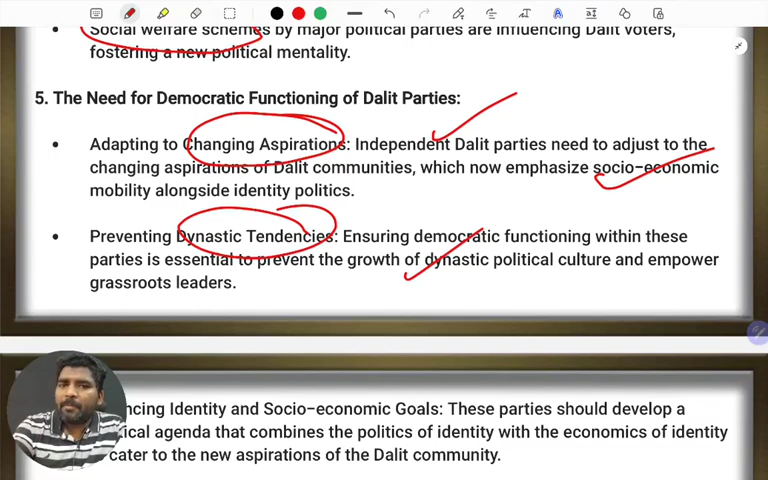 Social welfare schemes by major political parties are influencing Dalit voters,
fostering a new political mentality.
5. The Need for Democratic Functioning of Dalit Parties:
Adapting to Changing Aspirations: Independent Dalit parties need to adjust to the
changing aspirations of Dalit communities, which now emphasize socio-economic
mobility alongside identity politics.
Preventing Dynastic Tendencies: Ensuring democratic functioning within these
parties is essential to prevent the growth of dynastic political culture and empower
grassroots leaders.
Identity and Socio-economic Goals: These parties should develop a
agenda that combines the politics of identity with the economics of identity
cater to the new aspirations of the Dalit community.